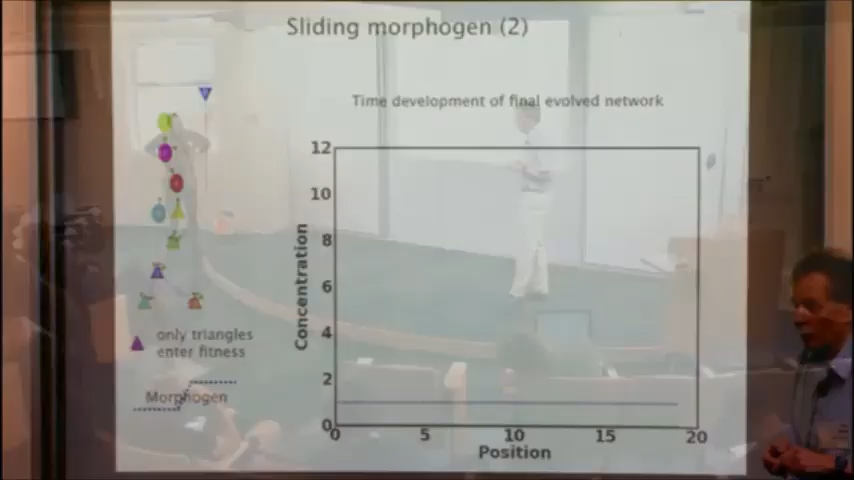 Sliding morphogen (2)
Time development of final evolved network
12
10
8
6
4
2
0
Concentration
0 5 10 15 20
Position
only triangles
enter fitness
Morphogen